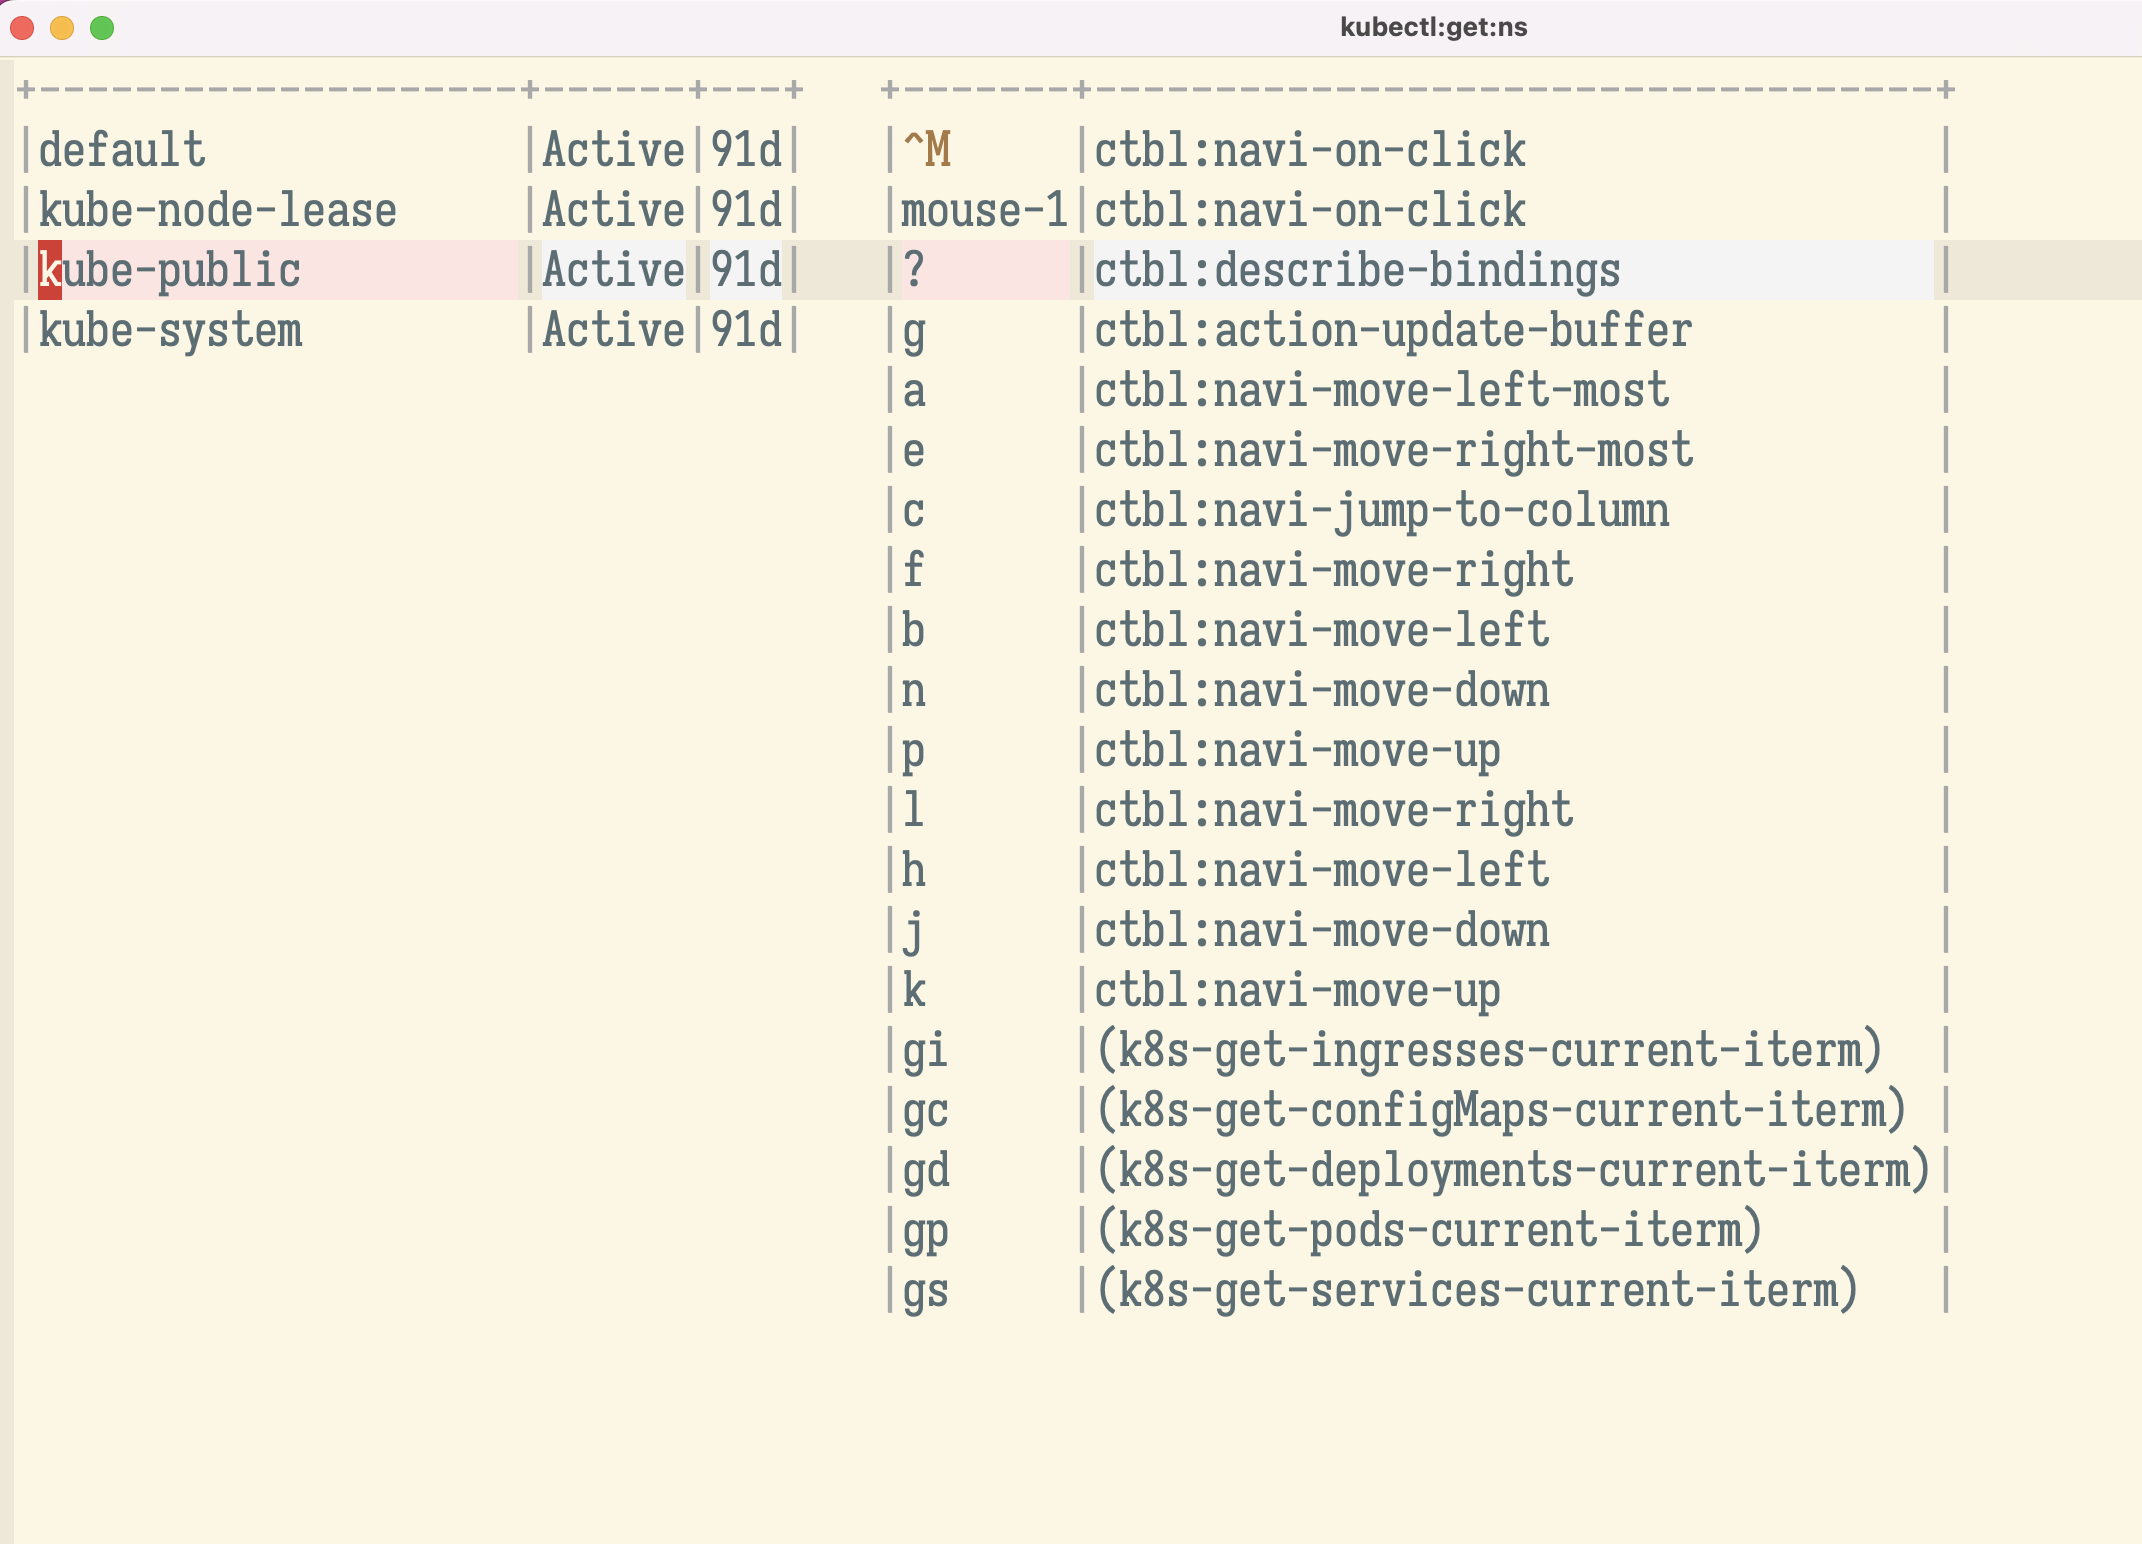 kubectl:get:ns
+---------------------+------+---+   +-------+------------------------------------+
|default |Active|91d| |^M |ctbl:navi-on-click |
|kube-node-lease |Active|91d| |mouse-1|ctbl:navi-on-click |
|kube-public |Active|91d| |? |ctbl:describe-bindings |
|kube-system |Active|91d| |g |ctbl:action-update-buffer |
|a |ctbl:navi-move-left-most |
|e |ctbl:navi-move-right-most |
|c |ctbl:navi-jump-to-column |
|f |ctbl:navi-move-right |
|b |ctbl:navi-move-left |
|n |ctbl:navi-move-down |
|p |ctbl:navi-move-up |
|l |ctbl:navi-move-right |
|h |ctbl:navi-move-left |
|j |ctbl:navi-move-down |
|k |ctbl:navi-move-up |
|gi |(k8s-get-ingresses-current-iterm) |
|gc |(k8s-get-configMaps-current-iterm) |
|gd |(k8s-get-deployments-current-iterm)|
|gp |(k8s-get-pods-current-iterm) |
|gs |(k8s-get-services-current-iterm) |